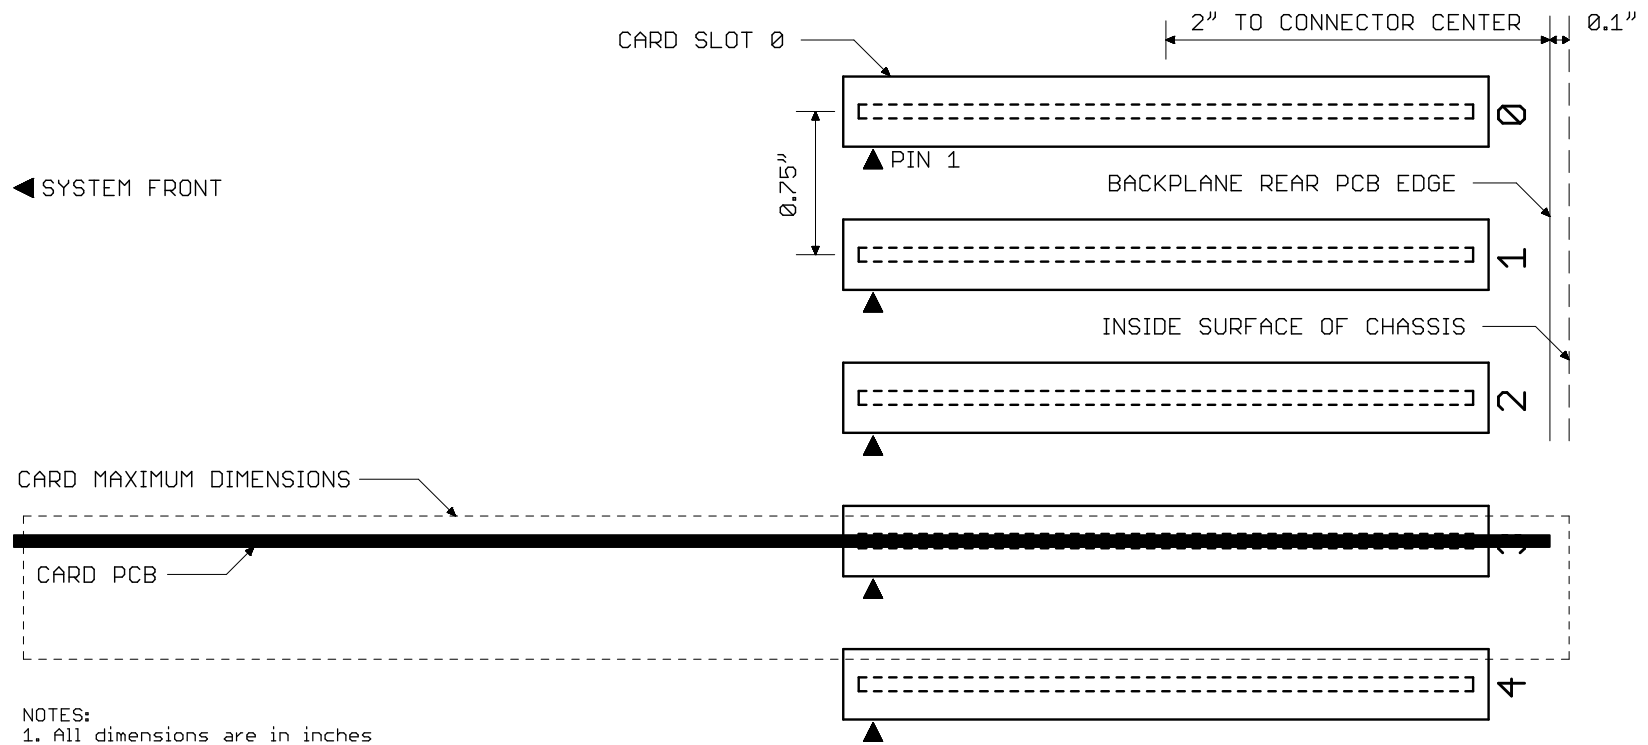 2” TO CONNECTOR CENTER
0.1”
CARD SLOT 0
0
PIN 1
0.75”
SYSTEM FRONT
BACKPLANE REAR PCB EDGE
1
INSIDE SURFACE OF CHASSIS
2
CARD MAXIMUM DIMENSIONS
CARD PCB
4
NOTES:
1. All dimensions are in inches